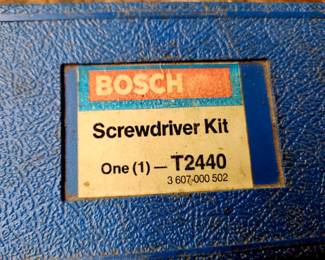 BOSCH
Screwdriver Kit
One (1) — T2440
3 607-000 502